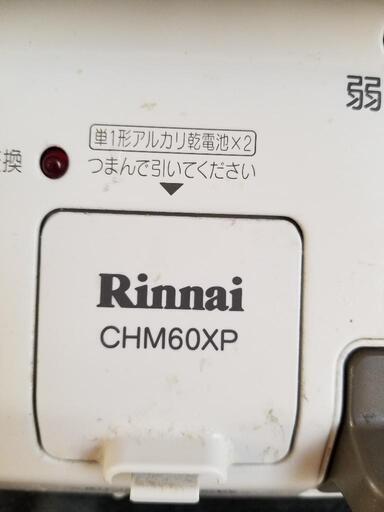 弱
単1形アルカリ乾電池×2
換
つまんで引いてください
Rinnai
CHM60XP